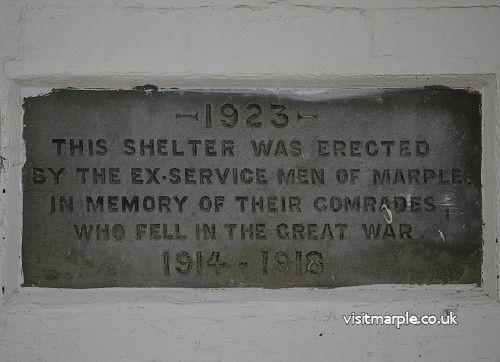 -1923-
THIS SHELTER WAS ERECTED
BY THE EX-SERVICE MEN OF MARPLE.
IN MEMORY OF THEIR COMRADES,
WHO FELL IN THE GREAT WAR
1914 - 1918
visitmarple.co.uk